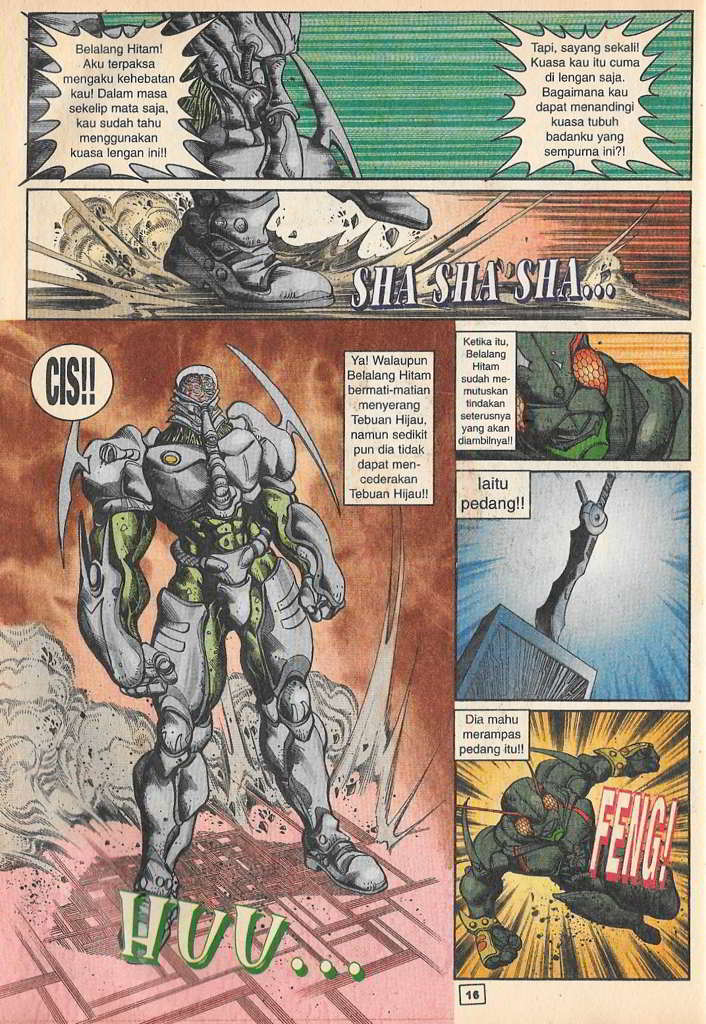 Belalang Hitam!
Aku terpaksa
mengaku kehebatan
kau! Dalam masa
sekelip mata saja,
kau sudah tahu
menggunakan
kuasa lengan ini!!
Tapi, sayang sekali!
Kuasa kau itu cuma
di lengan saja.
Bagaimana kau
dapat menandingi
kuasa tubuh
badanku yang
sempurna ini?!
SHA SHA SHA...
CIS!!
Ya! Walaupun
Belalang Hitam
bermati-matian
menyerang
Tebuan Hijau,
namun sedikit
pun dia tidak
dapat men-
cederakan
Tebuan Hijau!!
HUU...
Ketika itu,
Belalang
Hitam
sudah me-
mutuskan
tindakan
seterusnya
yang akan
diambilnya!!
Iaitu
pedang!!
Dia mahu
merampas
pedang itu!!
FENG!
16